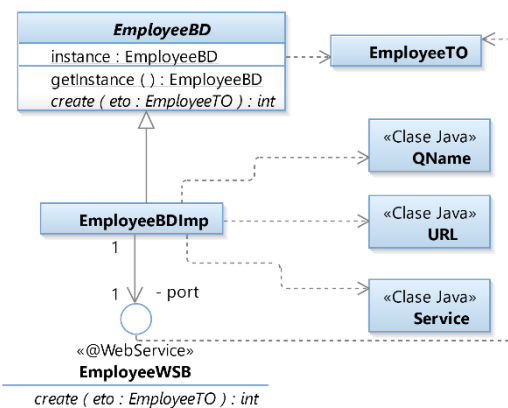 EmployeeBD
instance : EmployeeBD
getInstance ( ) : EmployeeBD
create ( eto : EmployeeTO ) : int
EmployeeTO
«Clase Java»
QName
EmployeeBDImp
«Clase Java»
URL
1
1
- port
«Clase Java»
Service
«@WebService»
EmployeeWSB
create ( eto : EmployeeTO ) : int